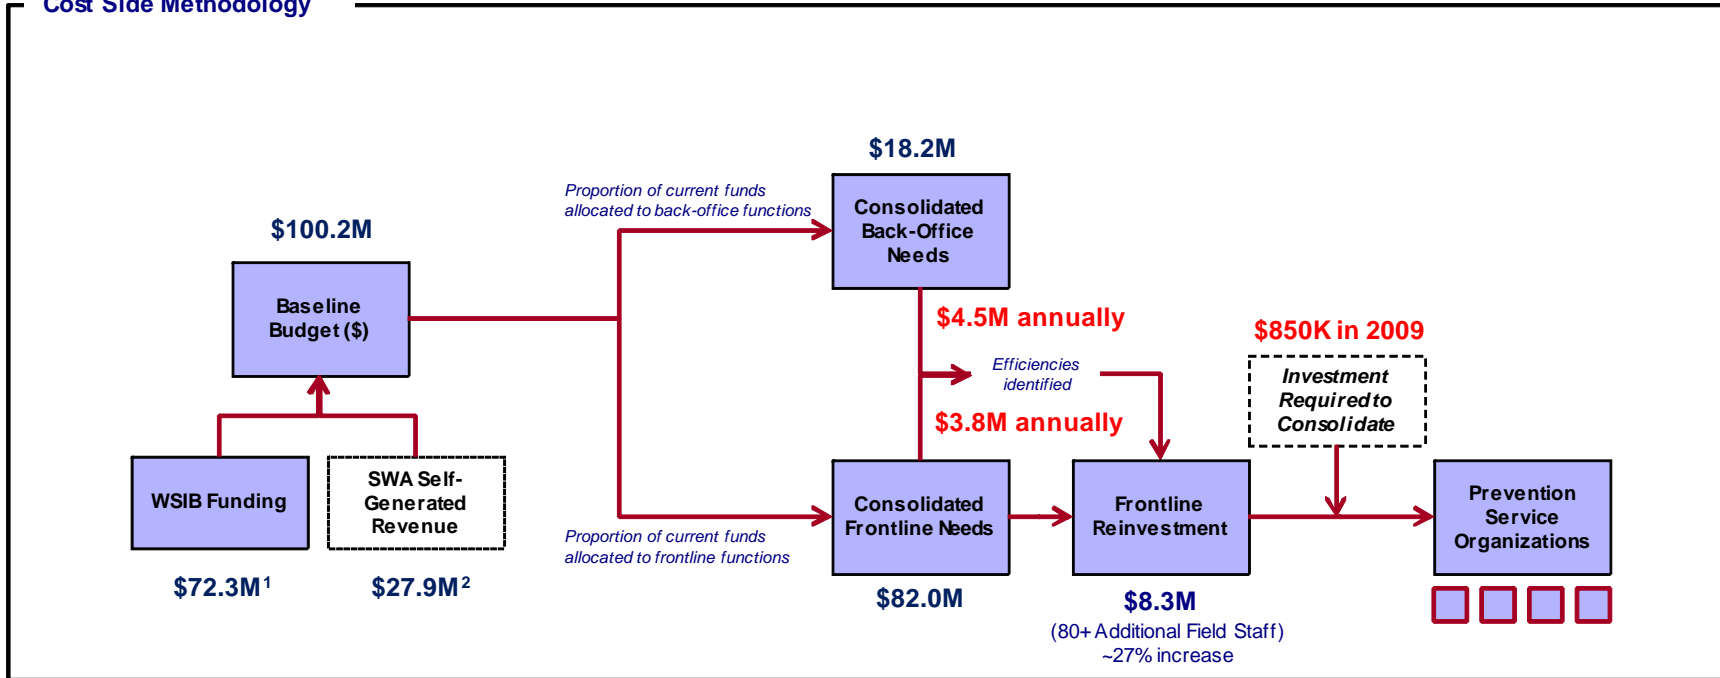 Cost Side Methodology
$18.2M
Proportion of current funds
allocated to back-office functions
Consolidated
Back-Office
Needs
$100.2M
Baseline
Budget ($)
$4.5M annually
$850K in 2009
Efficiencies
identified
Investment
Required to
Consolidate
$3.8M annually
WSIB Funding
SWA Self-
Generated
Revenue
Proportion of current funds
allocated to frontline functions
Consolidated
Frontline Needs
Frontline
Reinvestment
Prevention
Service
Organizations
$72.3M1
$27.9M2
$82.0M
$8.3M
(80+ Additional Field Staff)
~27% increase